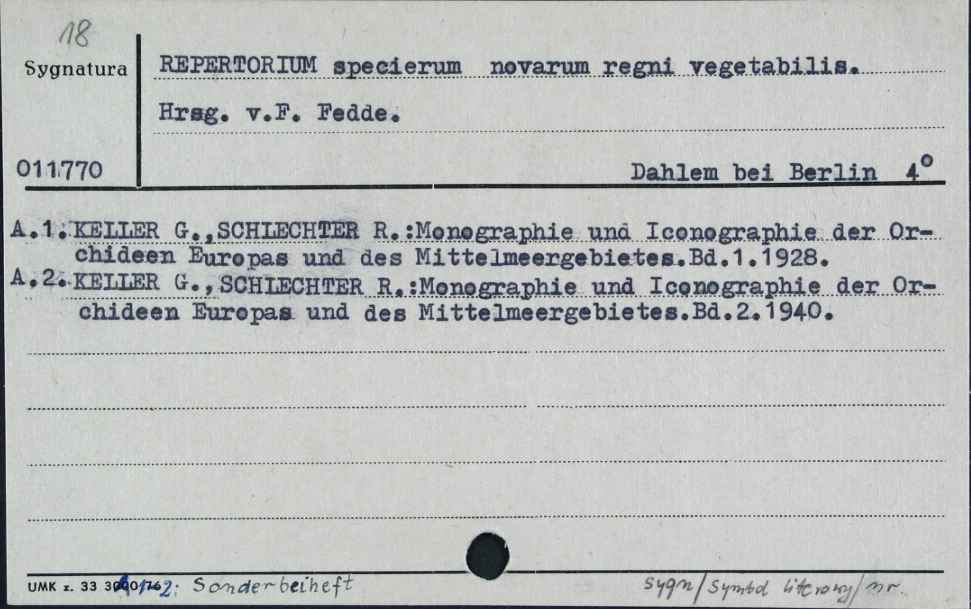 18
Sygnatura
REPERTORIUM specierum novarum regni vegetabilis.
Hrsg. v.F. Fedde.
011770
Dahlem bei Berlin 4°
A.1. KELLER G.,SCHLECHTER R.:Monographie und Iconographie der Or-
chideen Europas und des Mittelmeergebietes.Bd.1.1928.
A.2. KELLER G.,SCHLECHTER R.:Monographie und Iconographie der Or-
chideen Europas und des Mittelmeergebietes.Bd.2.1940.
UMK z. 33 : Sonderbeiheft
sygn/symbol literowy/nr.